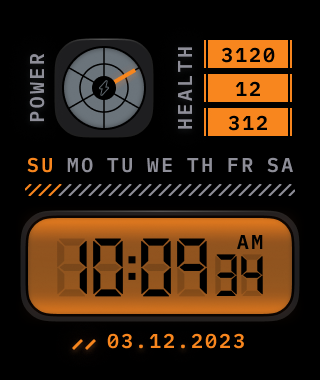 POWER
HEALTH
3120
12
312
SU MO TU WE TH FR SA
AM
10:09 34
03.12.2023